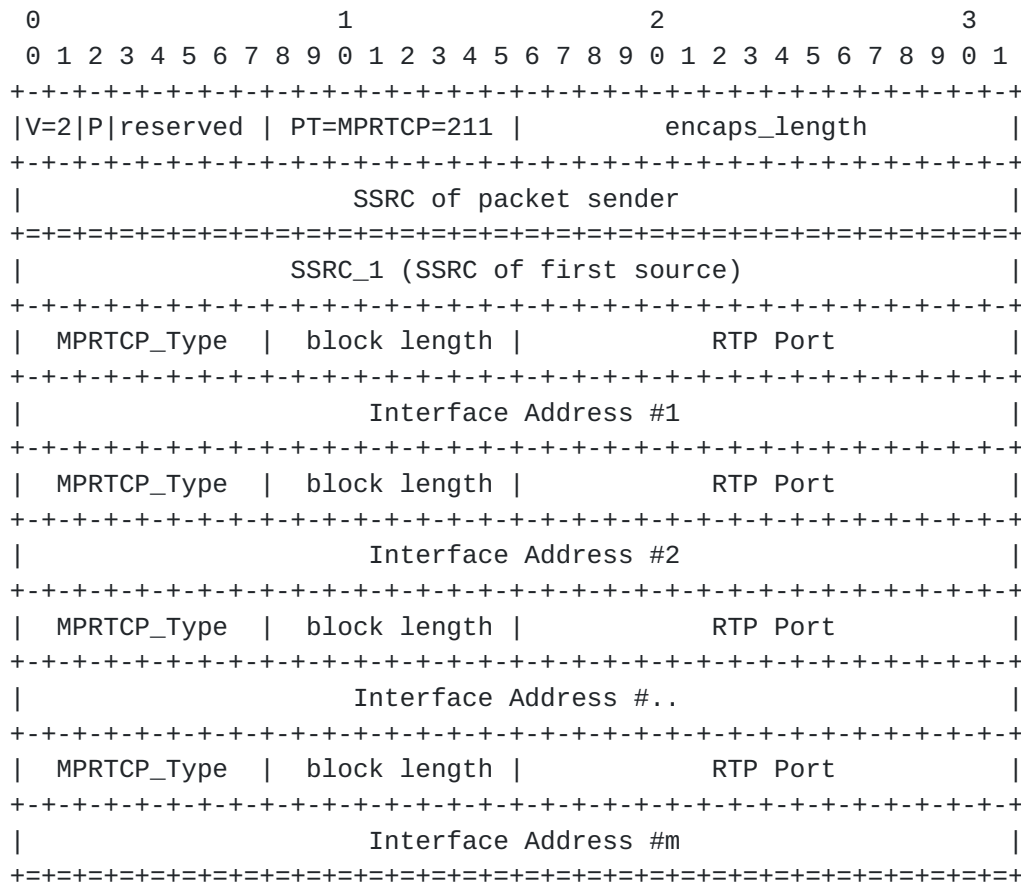 0                   1                   2                   3
 0 1 2 3 4 5 6 7 8 9 0 1 2 3 4 5 6 7 8 9 0 1 2 3 4 5 6 7 8 9 0 1
+-+-+-+-+-+-+-+-+-+-+-+-+-+-+-+-+-+-+-+-+-+-+-+-+-+-+-+-+-+-+-+-+
|V=2|P|reserved | PT=MPRTCP=211 |         encaps_length         |
+-+-+-+-+-+-+-+-+-+-+-+-+-+-+-+-+-+-+-+-+-+-+-+-+-+-+-+-+-+-+-+-+
|                     SSRC of packet sender                     |
+=+=+=+=+=+=+=+=+=+=+=+=+=+=+=+=+=+=+=+=+=+=+=+=+=+=+=+=+=+=+=+=+
|                 SSRC_1 (SSRC of first source)                 |
+-+-+-+-+-+-+-+-+-+-+-+-+-+-+-+-+-+-+-+-+-+-+-+-+-+-+-+-+-+-+-+-+
|  MPRTCP_Type  |  block length |            RTP Port           |
+-+-+-+-+-+-+-+-+-+-+-+-+-+-+-+-+-+-+-+-+-+-+-+-+-+-+-+-+-+-+-+-+
|                      Interface Address #1                     |
+-+-+-+-+-+-+-+-+-+-+-+-+-+-+-+-+-+-+-+-+-+-+-+-+-+-+-+-+-+-+-+-+
|  MPRTCP_Type  |  block length |            RTP Port           |
+-+-+-+-+-+-+-+-+-+-+-+-+-+-+-+-+-+-+-+-+-+-+-+-+-+-+-+-+-+-+-+-+
|                      Interface Address #2                     |
+-+-+-+-+-+-+-+-+-+-+-+-+-+-+-+-+-+-+-+-+-+-+-+-+-+-+-+-+-+-+-+-+
|  MPRTCP_Type  |  block length |            RTP Port           |
+-+-+-+-+-+-+-+-+-+-+-+-+-+-+-+-+-+-+-+-+-+-+-+-+-+-+-+-+-+-+-+-+
|                     Interface Address #..                     |
+-+-+-+-+-+-+-+-+-+-+-+-+-+-+-+-+-+-+-+-+-+-+-+-+-+-+-+-+-+-+-+-+
|  MPRTCP_Type  |  block length |            RTP Port           |
+-+-+-+-+-+-+-+-+-+-+-+-+-+-+-+-+-+-+-+-+-+-+-+-+-+-+-+-+-+-+-+-+
|                      Interface Address #m                     |
+=+=+=+=+=+=+=+=+=+=+=+=+=+=+=+=+=+=+=+=+=+=+=+=+=+=+=+=+=+=+=+=+